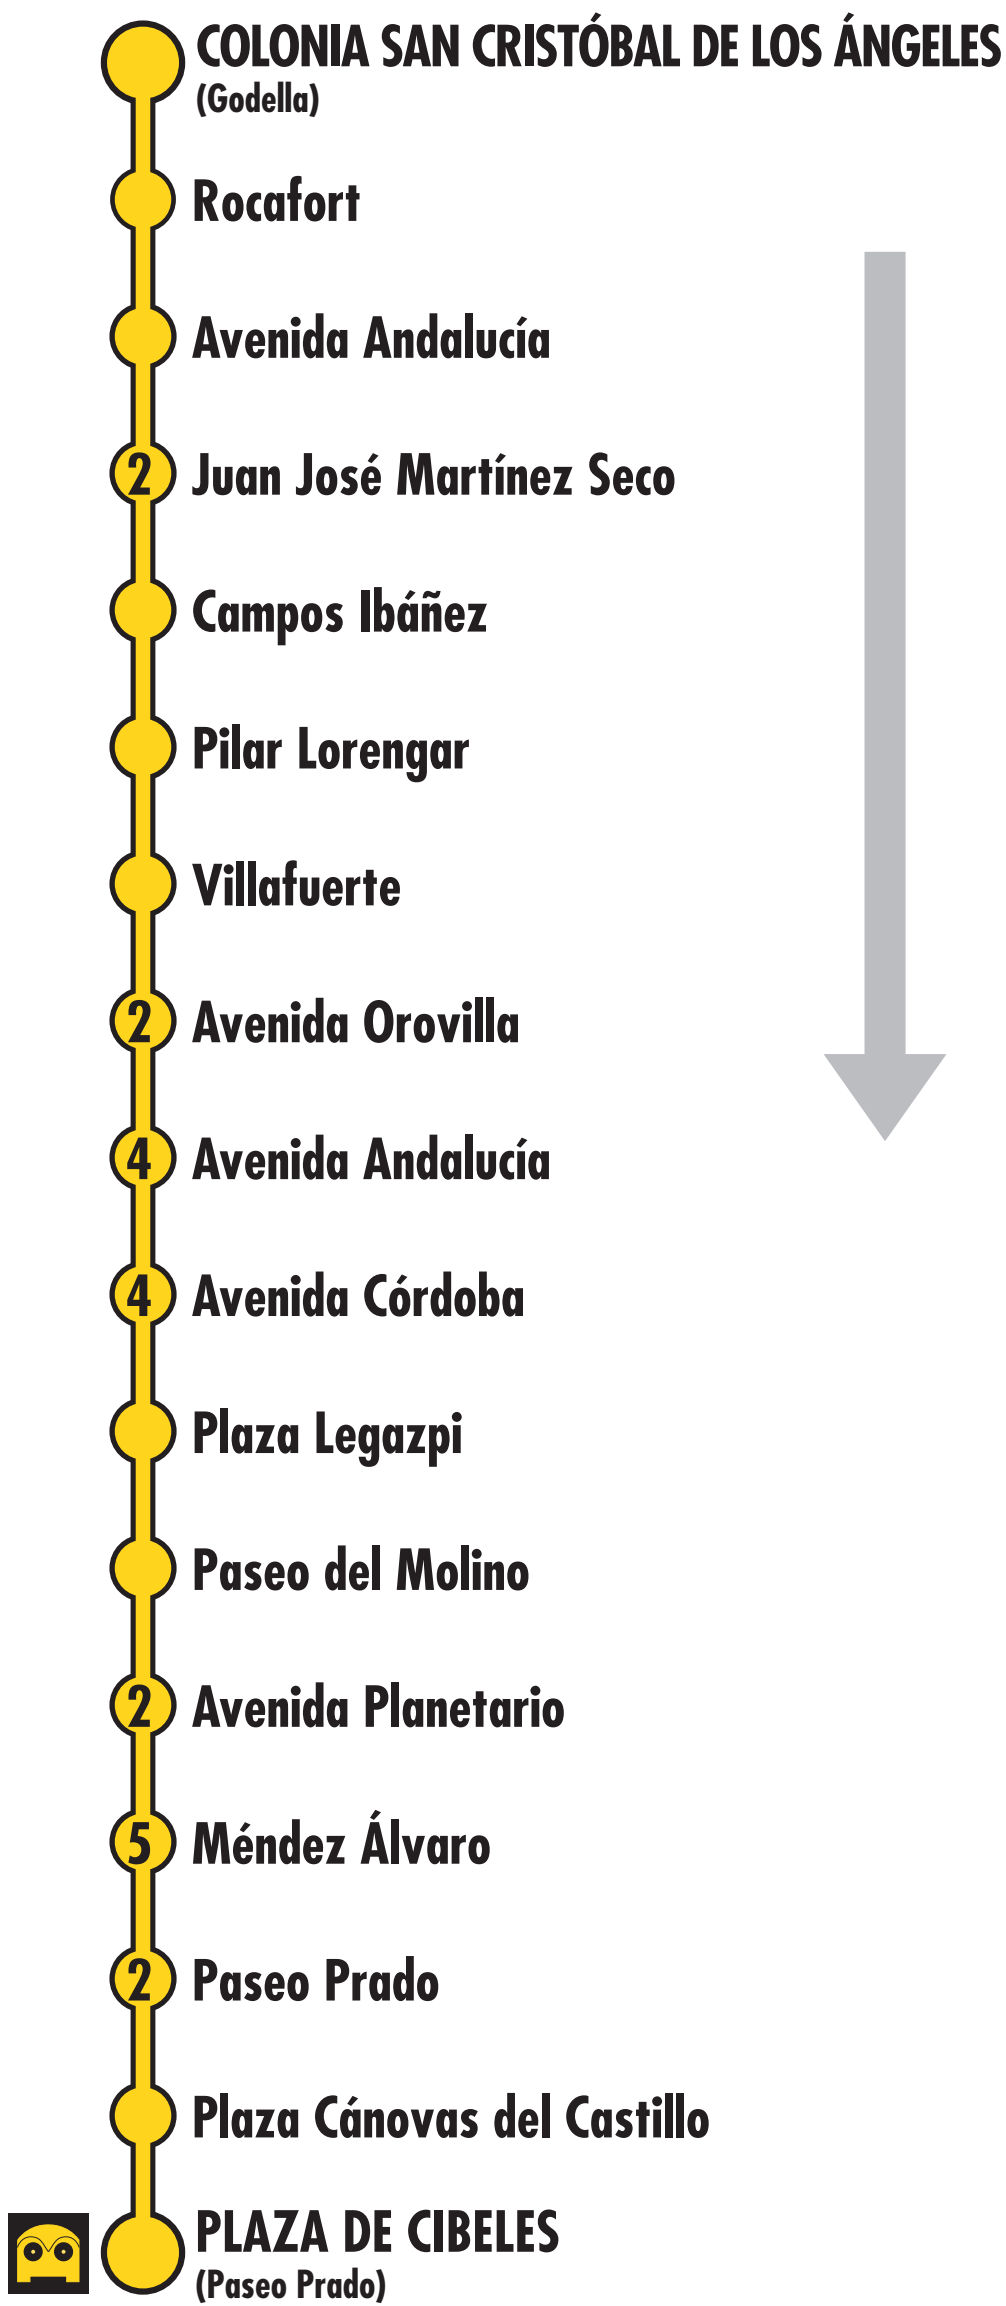 COLONIA SAN CRISTÓBAL DE LOS ÁNGELES
(Godella)
Rocafort
Avenida Andalucía
2 Juan José Martínez Seco
Campos Ibáñez
Pilar Lorengar
Villafuerte
2 Avenida Orovilla
4 Avenida Andalucía
4 Avenida Córdoba
Plaza Legazpi
Paseo del Molino
2 Avenida Planetario
5 Méndez Álvaro
2 Paseo Prado
Plaza Cánovas del Castillo
PLAZA DE CIBELES
(Paseo Prado)